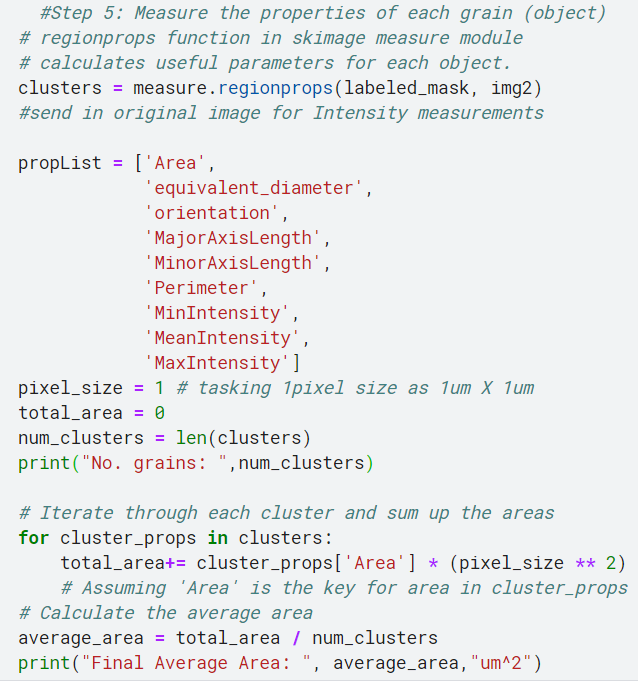 #Step 5: Measure the properties of each grain (object)
# regionprops function in skimage measure module
# calculates useful parameters for each object.
clusters = measure.regionprops(labeled_mask, img2)
#send in original image for Intensity measurements
propList = ['Area',
'equivalent_diameter',
'orientation',
'MajorAxisLength',
'MinorAxisLength',
'Perimeter',
'MinIntensity',
'MeanIntensity',
'MaxIntensity']
pixel_size = 1 # tasking 1pixel size as 1um X 1um
total_area = 0
num_clusters = len(clusters)
print("No. grains: ",num_clusters)
# Iterate through each cluster and sum up the areas
for cluster_props in clusters:
total_area+= cluster_props['Area'] * (pixel_size ** 2)
# Assuming 'Area' is the key for area in cluster_props
# Calculate the average area
average_area = total_area / num_clusters
print("Final Average Area: ", average_area,"um^2")